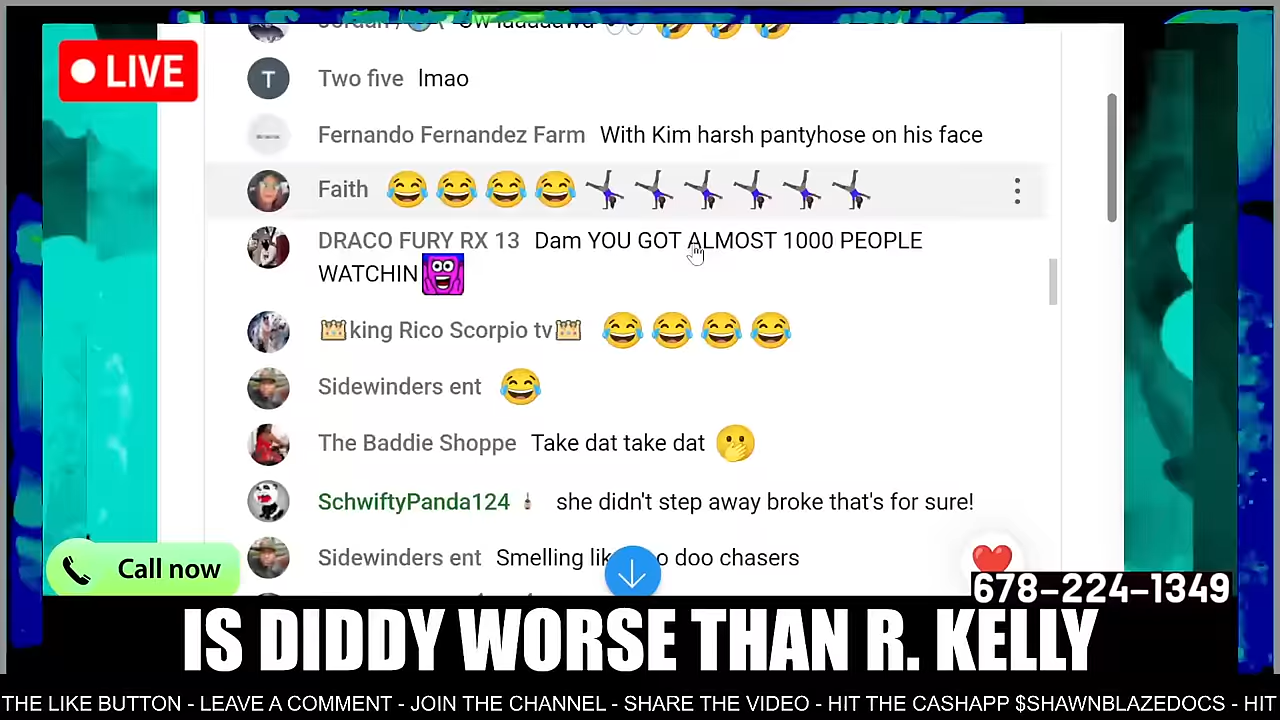 LIVE
T Two five lmao
Fernando Fernandez Farm With Kim harsh pantyhose on his face
Faith 😂😂😂😂🤸🏿‍♀️🤸🏿‍♀️🤸🏿‍♀️🤸🏿‍♀️🤸🏿‍♀️🤸🏿‍♀️
DRACO FURY RX 13 Dam YOU GOT ALMOST 1000 PEOPLE
WATCHIN
👑king Rico Scorpio tv👑 😂😂😂😂
Sidewinders ent 😂
The Baddie Shoppe Take dat take dat 🤭
SchwiftyPanda124 she didn't step away broke that's for sure!
Sidewinders ent Smelling doo chasers
Call now
678-224-1349
IS DIDDY WORSE THAN R. KELLY
THE LIKE BUTTON - LEAVE A COMMENT - JOIN THE CHANNEL - SHARE THE VIDEO - HIT THE CASHAPP $SHAWNBLAZEDOCS - HIT